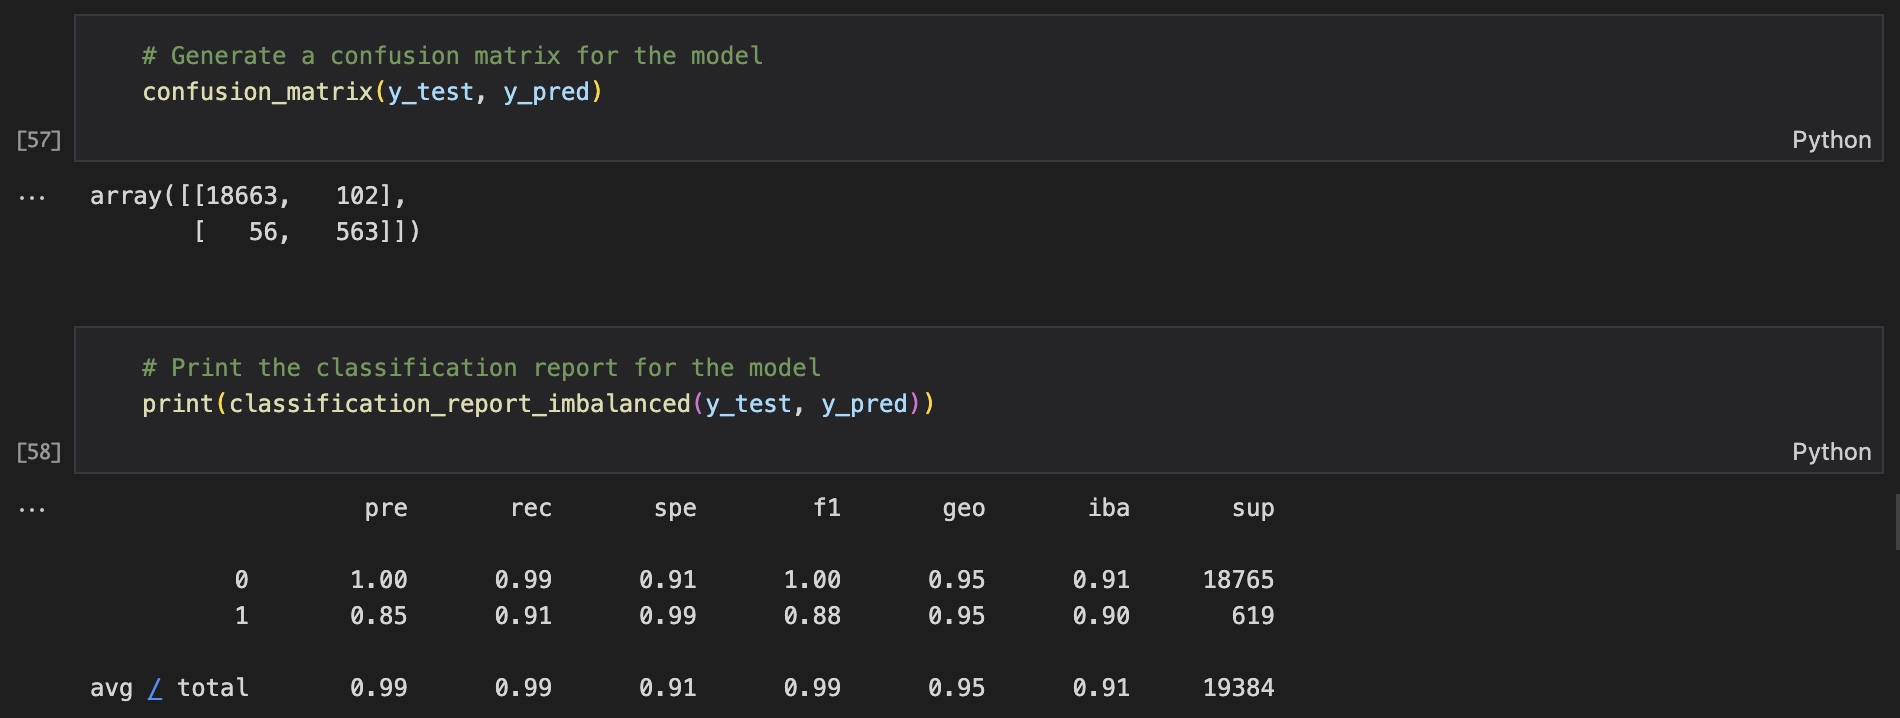 # Generate a confusion matrix for the model
confusion_matrix(y_test, y_pred)
[57]
Python
... array([[18663,   102],
       [   56,   563]])
# Print the classification report for the model
print(classification_report_imbalanced(y_test, y_pred))
[58]
Python
... pre rec spe f1 geo iba sup
0 1.00 0.99 0.91 1.00 0.95 0.91 18765
1 0.85 0.91 0.99 0.88 0.95 0.90 619
avg / total 0.99 0.99 0.91 0.99 0.95 0.91 19384